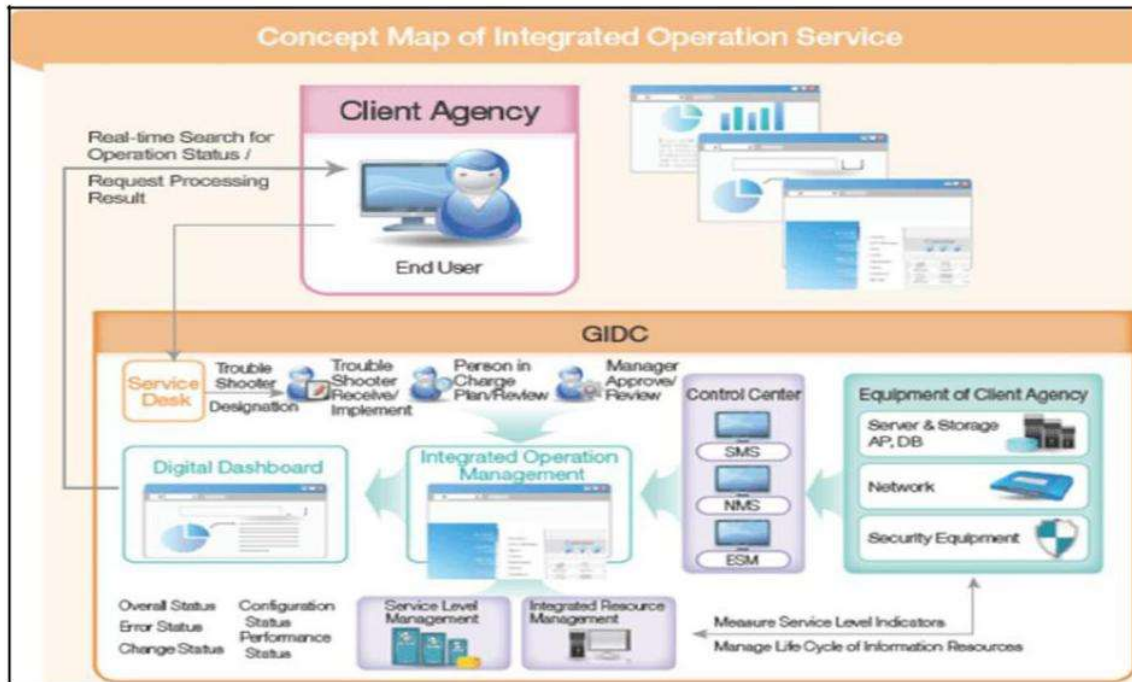 Concept Map of Integrated Operation Service
Client Agency
Real-time Search for
Operation Status /
Request Processing
Result
End User
GIDC
Service
Desk
Trouble
Shooter
Designation
Trouble
Shooter
Receive/
Implement
Person in
Charge
Plan/Review
Manager
Approve/
Review
Control Center
SMS
NMS
ESM
Equipment of Client Agency
Server & Storage
AP, DB
Network
Security Equipment
Digital Dashboard
Integrated Operation
Management
Overall Status
Error Status
Change Status
Configuration
Status
Performance
Status
Service Level
Management
Integrated Resource
Management
Measure Service Level Indicators
Manage Life Cycle of Information Resources